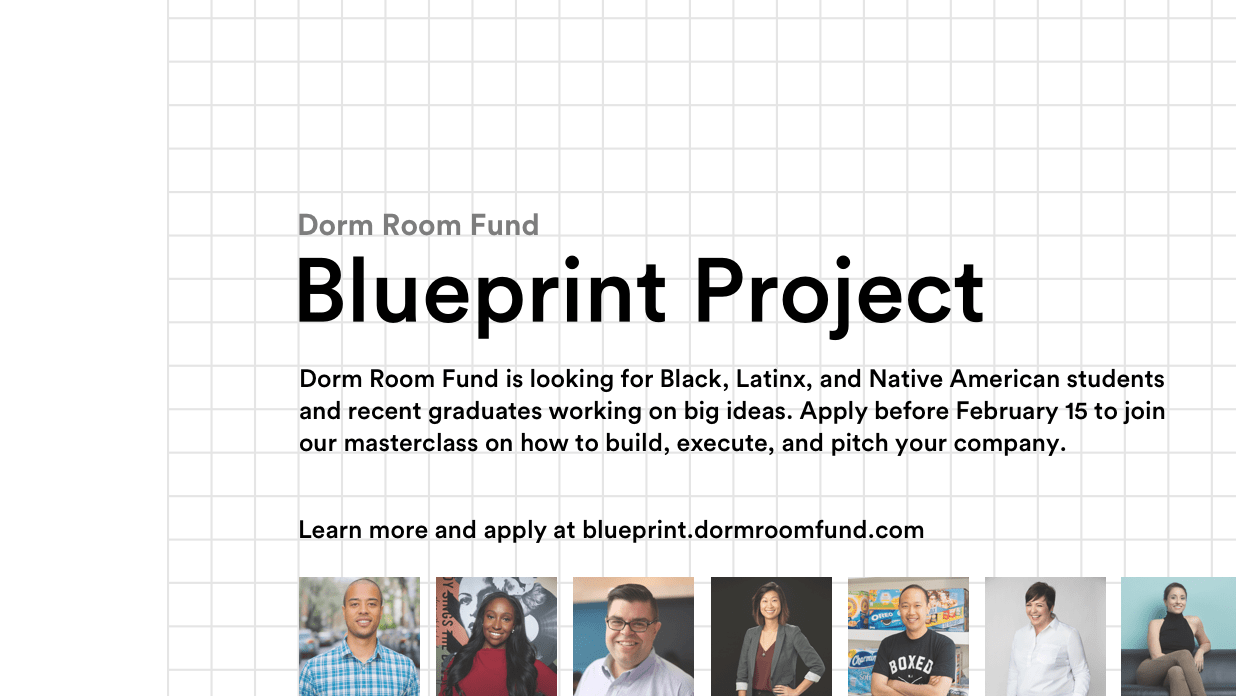 Dorm Room Fund
Blueprint Project
Dorm Room Fund is looking for Black, Latinx, and Native American students
and recent graduates working on big ideas. Apply before February 15 to join
our masterclass on how to build, execute, and pitch your company.
Learn more and apply at blueprint.dormroomfund.com
OREO
Charmin
BOXED